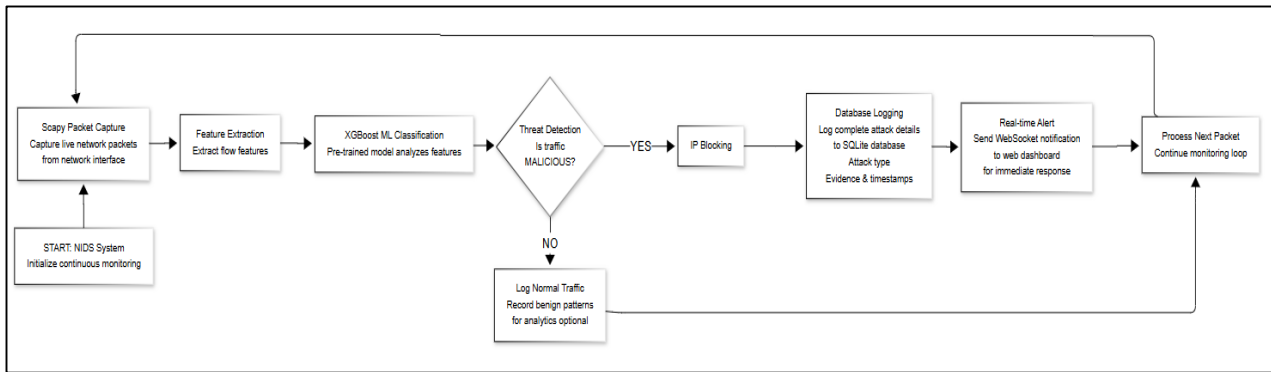 Scapy Packet Capture
Capture live network packets
from network interface
Feature Extraction
Extract flow features
XGBoost ML Classification
Pre-trained model analyzes features
Threat Detection
Is traffic
MALICIOUS?
YES
IP Blocking
Database Logging
Log complete attack details
to SQLite database
Attack type
Evidence & timestamps
Real-time Alert
Send WebSocket notification
to web dashboard
for immediate response
Process Next Packet
Continue monitoring loop
START: NIDS System
Initialize continuous monitoring
NO
Log Normal Traffic
Record benign patterns
for analytics optional